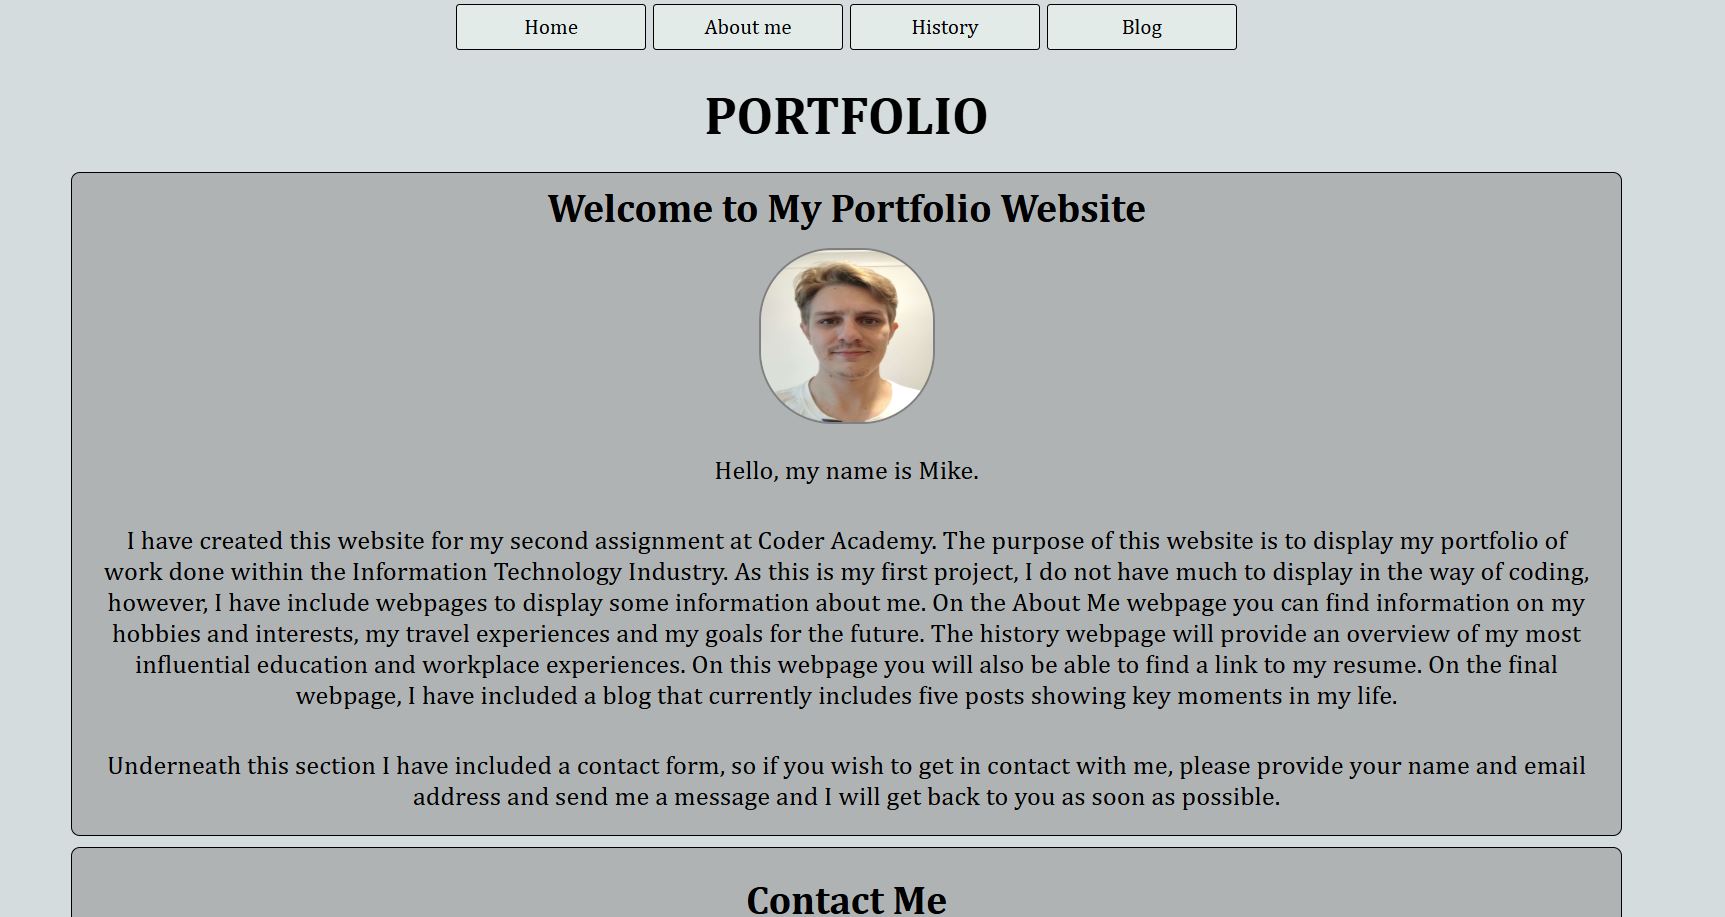 Home About me History Blog
PORTFOLIO
Welcome to My Portfolio Website
Hello, my name is Mike.
I have created this website for my second assignment at Coder Academy. The purpose of this website is to display my portfolio of
work done within the Information Technology Industry. As this is my first project, I do not have much to display in the way of coding,
however, I have include webpages to display some information about me. On the About Me webpage you can find information on my
hobbies and interests, my travel experiences and my goals for the future. The history webpage will provide an overview of my most
influential education and workplace experiences. On this webpage you will also be able to find a link to my resume. On the final
webpage, I have included a blog that currently includes five posts showing key moments in my life.
Underneath this section I have included a contact form, so if you wish to get in contact with me, please provide your name and email
address and send me a message and I will get back to you as soon as possible.
Contact Me